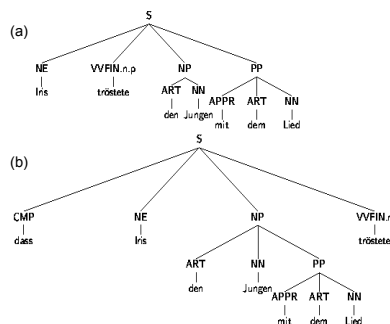 S
(a)
NE VVFIN.n.p NP PP
Iris tröstete ART NN APPR ART NN
den Jungen mit dem Lied
S
(b)
CMP NE NP VVFIN.n
dass Iris ART NN PP tröstete
den Jungen APPR ART NN
mit dem Lied